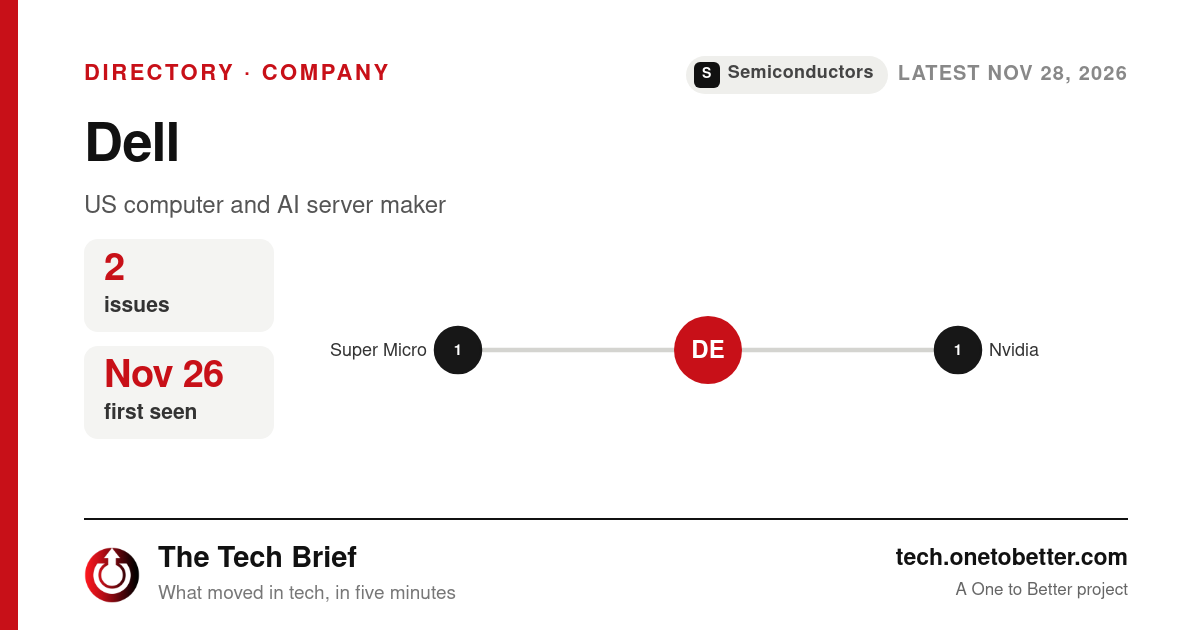 DIRECTORY · COMPANY
S Semiconductors LATEST NOV 28, 2026
Dell
US computer and AI server maker
2
issues
Nov 26
first seen
Super Micro 1 DE 1 Nvidia
The Tech Brief
What moved in tech, in five minutes
tech.onetobetter.com
A One to Better project